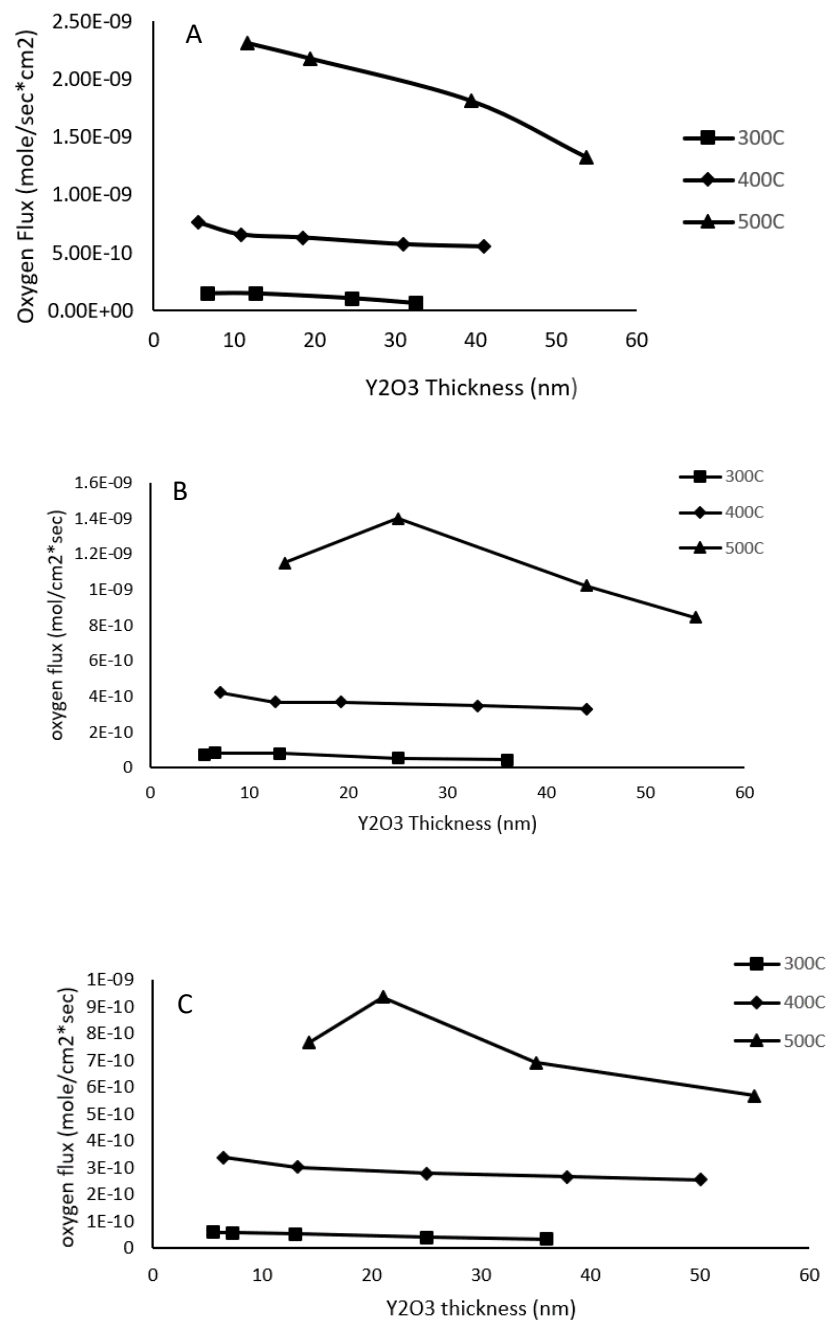 A
2.50E-09
2.00E-09
1.50E-09
1.00E-09
5.00E-10
0.00E+00
Oxygen Flux (mole/sec*cm2)
0 10 20 30 40 50 60
Y2O3 Thickness (nm)
300C
400C
500C
B
1.6E-09
1.4E-09
1.2E-09
1E-09
8E-10
6E-10
4E-10
2E-10
0
oxygen flux (mol/cm2*sec)
0 10 20 30 40 50 60
Y2O3 Thickness (nm)
300C
400C
500C
C
1E-09
9E-10
8E-10
7E-10
6E-10
5E-10
4E-10
3E-10
2E-10
1E-10
0
oxygen flux (mole/cm2*sec)
0 10 20 30 40 50 60
Y2O3 thickness (nm)
300C
400C
500C